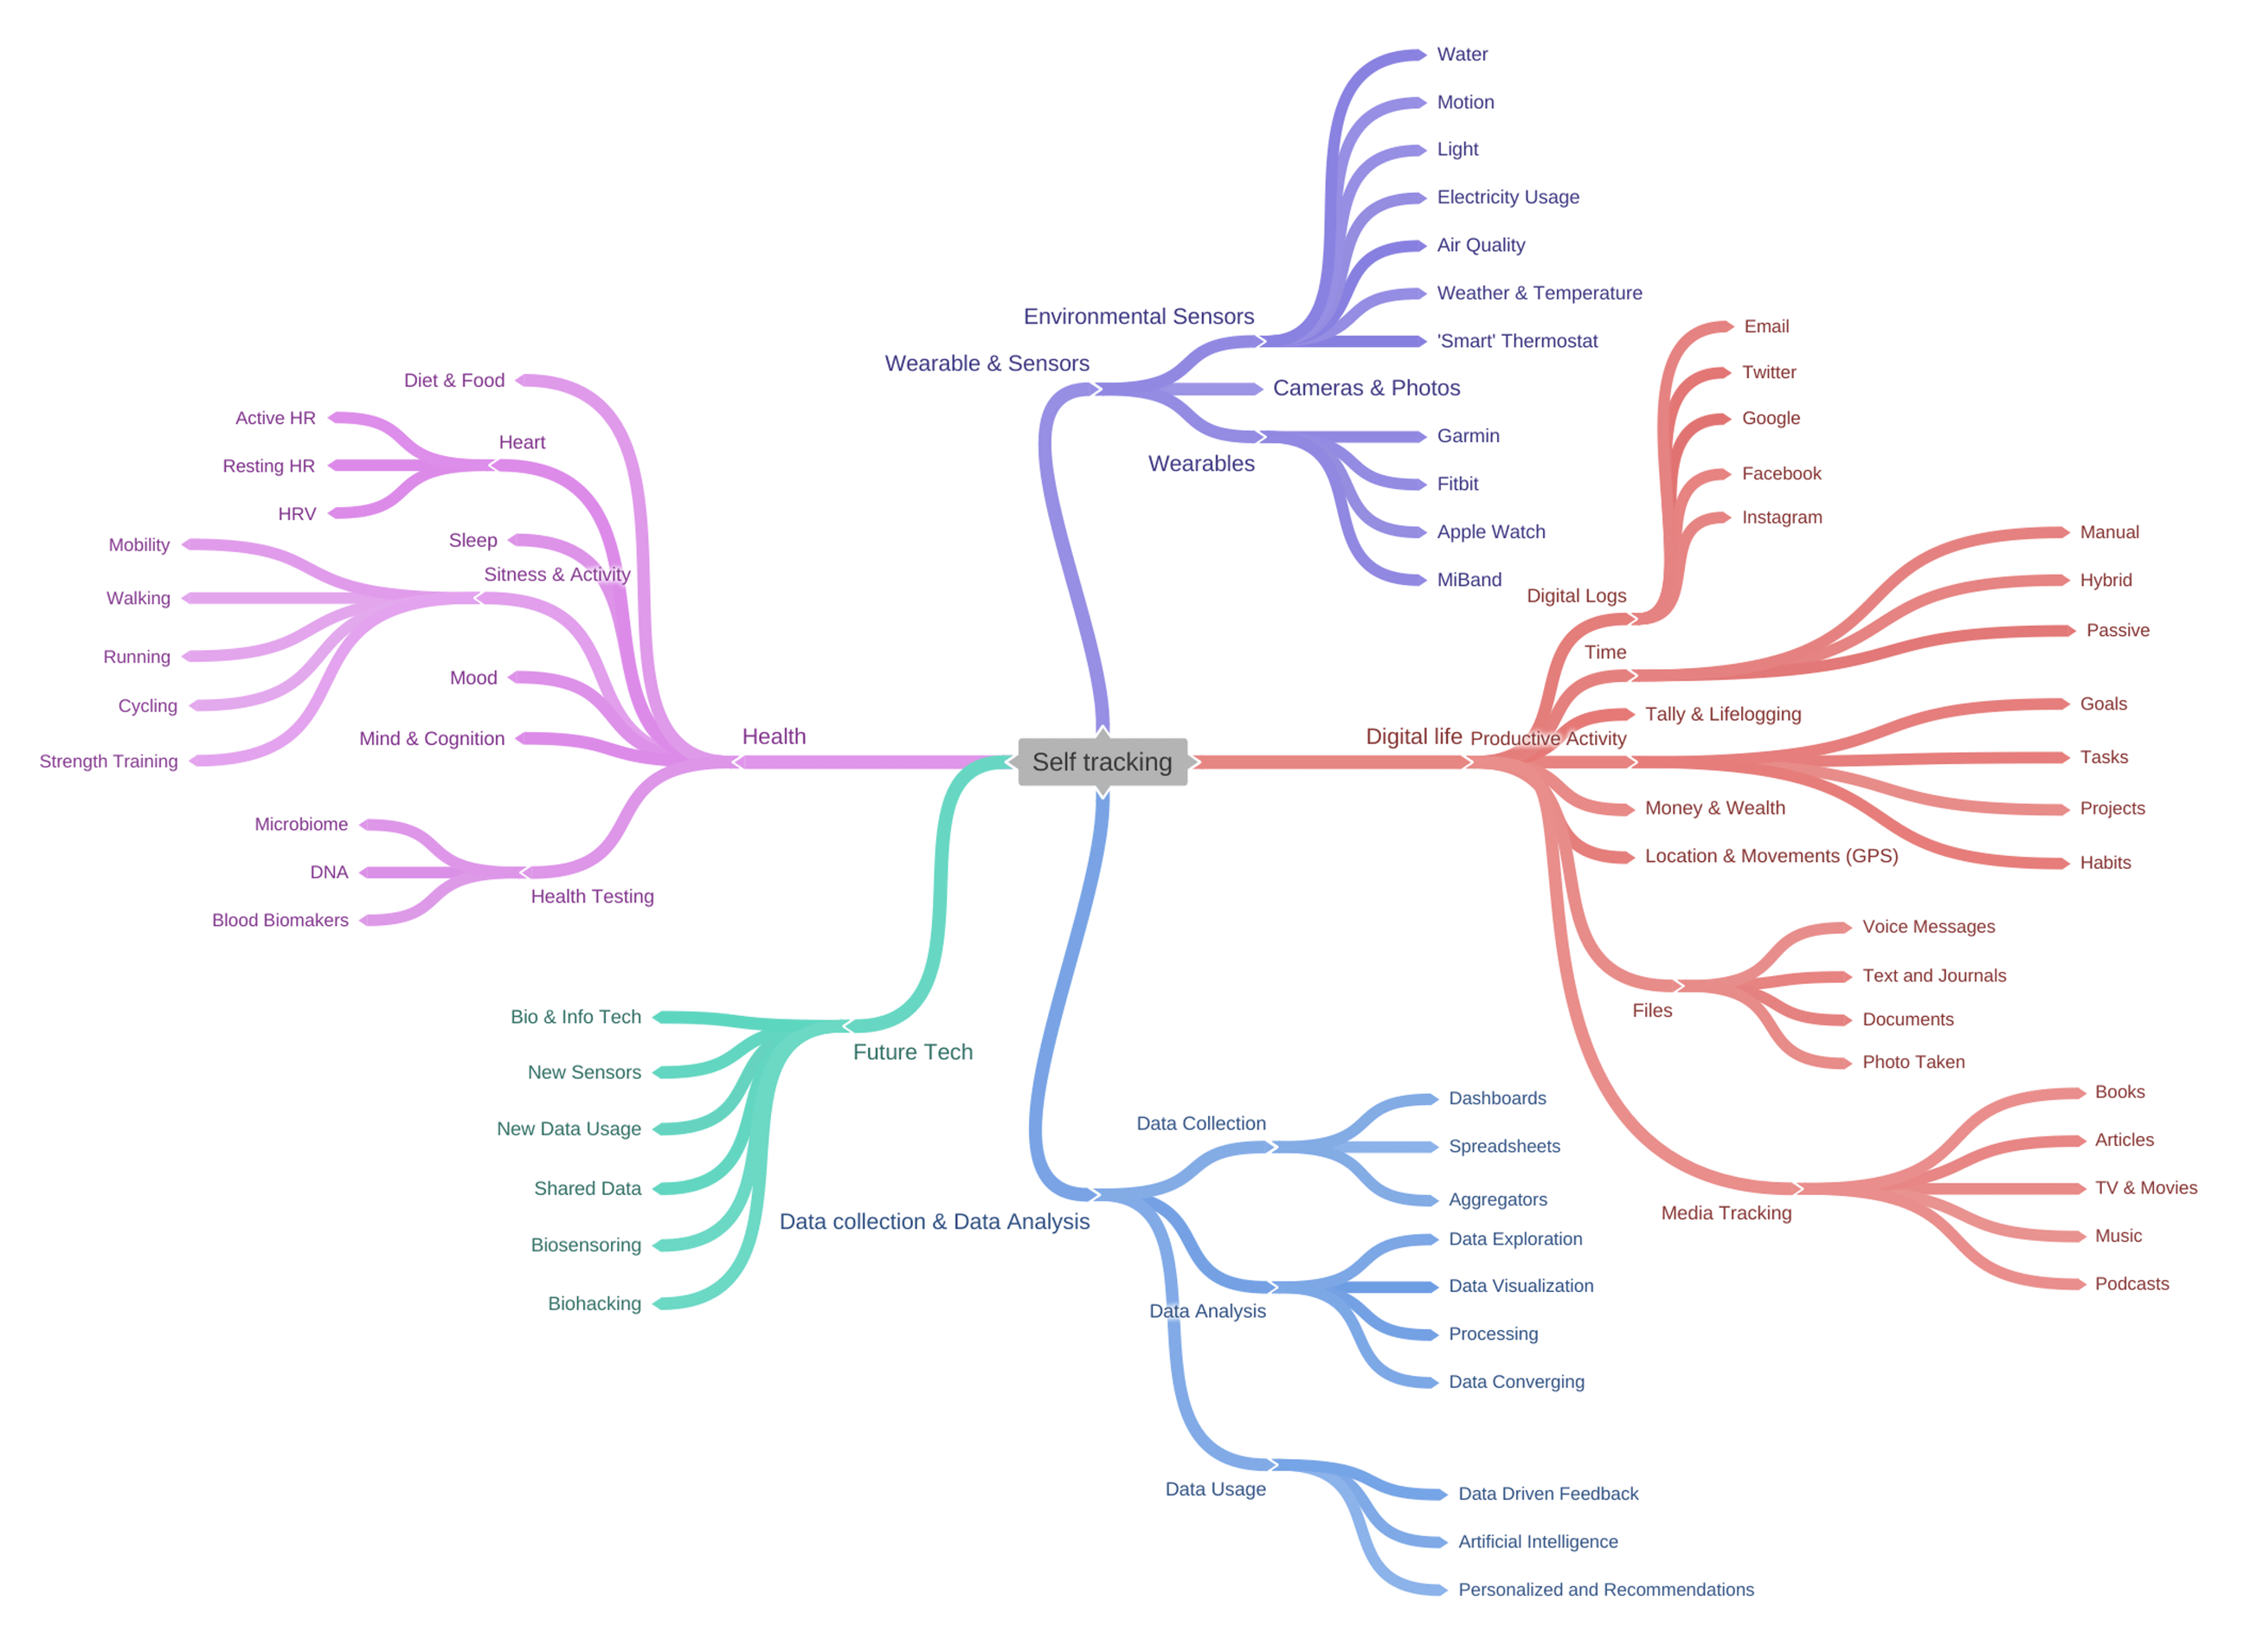 Self tracking
Wearable & Sensors
Environmental Sensors
Water
Motion
Light
Electricity Usage
Air Quality
Weather & Temperature
'Smart' Thermostat
Cameras & Photos
Wearables
Garmin
Fitbit
Apple Watch
MiBand
Digital life
Digital Logs
Email
Twitter
Google
Facebook
Instagram
Time
Manual
Hybrid
Passive
Tally & Lifelogging
Productive Activity
Goals
Tasks
Projects
Habits
Money & Wealth
Location & Movements (GPS)
Files
Voice Messages
Text and Journals
Documents
Photo Taken
Media Tracking
Books
Articles
TV & Movies
Music
Podcasts
Data collection & Data Analysis
Data Collection
Dashboards
Spreadsheets
Aggregators
Data Analysis
Data Exploration
Data Visualization
Processing
Data Converging
Data Usage
Data Driven Feedback
Artificial Intelligence
Personalized and Recommendations
Future Tech
Bio & Info Tech
New Sensors
New Data Usage
Shared Data
Biosensoring
Biohacking
Health
Diet & Food
Heart
Active HR
Resting HR
HRV
Sleep
Sitness & Activity
Mobility
Walking
Running
Cycling
Strength Training
Mood
Mind & Cognition
Health Testing
Microbiome
DNA
Blood Biomakers